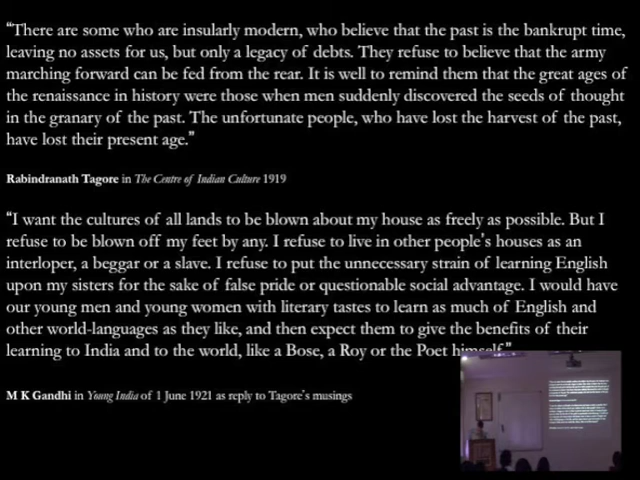 “There are some who are insularly modern, who believe that the past is the bankrupt time,
leaving no assets for us, but only a legacy of debts. They refuse to believe that the army
marching forward can be fed from the rear. It is well to remind them that the great ages of
the renaissance in history were those when men suddenly discovered the seeds of thought
in the granary of the past. The unfortunate people, who have lost the harvest of the past,
have lost their present age.”
Rabindranath Tagore in The Centre of Indian Culture 1919
“I want the cultures of all lands to be blown about my house as freely as possible. But I
refuse to be blown off my feet by any. I refuse to live in other people’s houses as an
interloper, a beggar or a slave. I refuse to put the unnecessary strain of learning English
upon my sisters for the sake of false pride or questionable social advantage. I would have
our young men and young women with literary tastes to learn as much of English and
other world-languages as they like, and then expect them to give the benefits of their
learning to India and to the world, like a Bose, a Roy or the Poet himself.”
M K Gandhi in Young India of 1 June 1921 as reply to Tagore’s musings